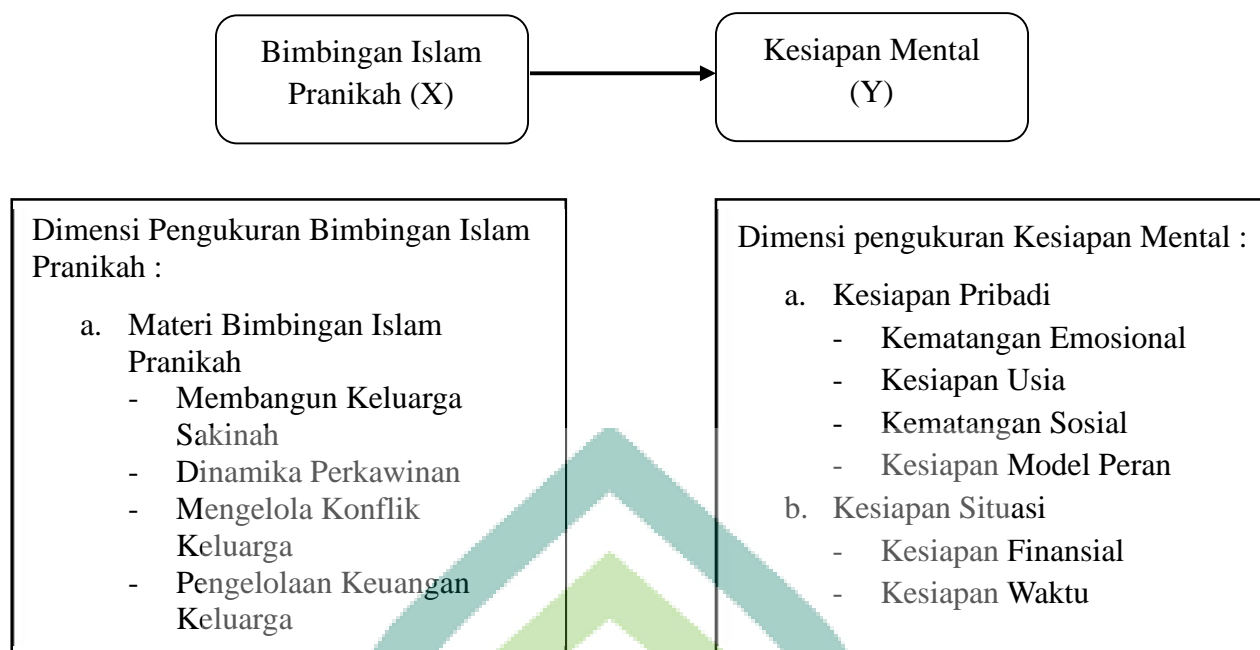 Bimbingan Islam
Pranikah (X)
Kesiapan Mental
(Y)
Dimensi Pengukuran Bimbingan Islam
Pranikah :
a. Materi Bimbingan Islam
Pranikah
- Membangun Keluarga
Sakinah
- Dinamika Perkawinan
- Mengelola Konflik
Keluarga
- Pengelolaan Keuangan
Keluarga
Dimensi pengukuran Kesiapan Mental :
a. Kesiapan Pribadi
- Kematangan Emosional
- Kesiapan Usia
- Kematangan Sosial
- Kesiapan Model Peran
b. Kesiapan Situasi
- Kesiapan Finansial
- Kesiapan Waktu